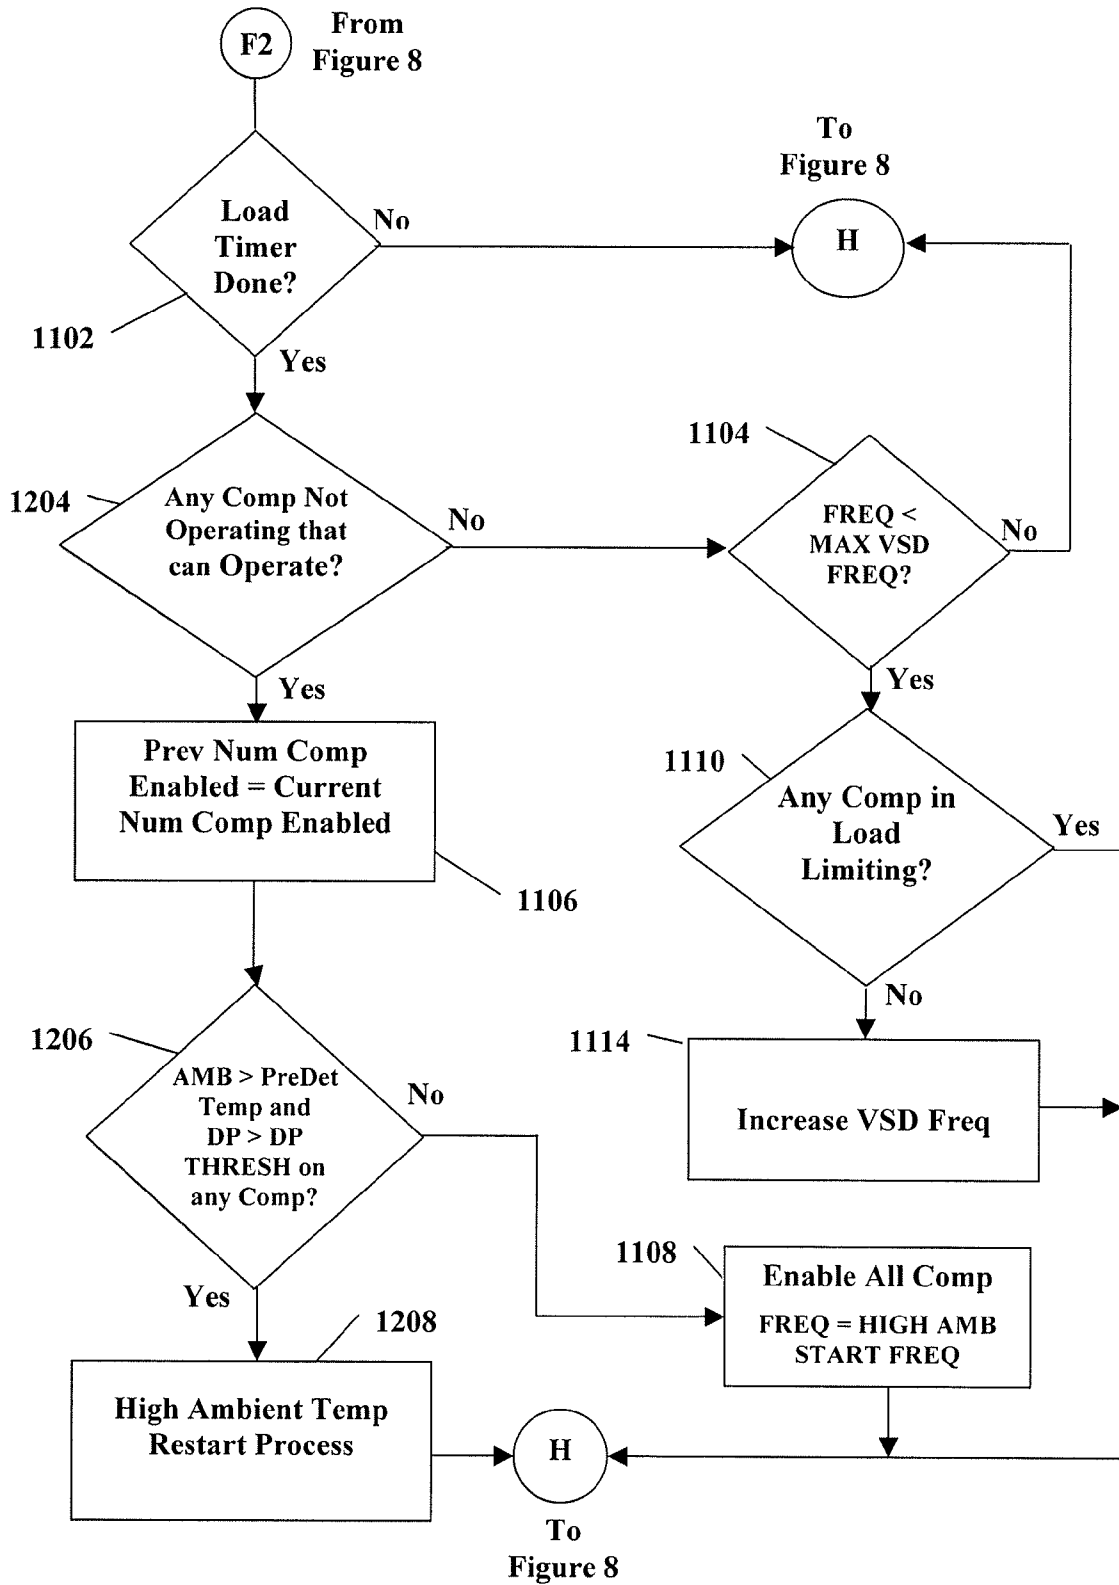 F2
From
Figure 8
Load
Timer
Done?
No
To
Figure 8
H
1102
Yes
1204
Any Comp Not
Operating that
can Operate?
No
1104
FREQ <
MAX VSD
FREQ?
No
Yes
Yes
Prev Num Comp
Enabled = Current
Num Comp Enabled
1106
1110
Any Comp in
Load
Limiting?
Yes
No
1206
AMB > PreDet
Temp and
DP > DP
THRESH on
any Comp?
No
Yes
1114
Increase VSD Freq
1108
Enable All Comp
FREQ = HIGH AMB
START FREQ
1208
High Ambient Temp
Restart Process
H
To
Figure 8